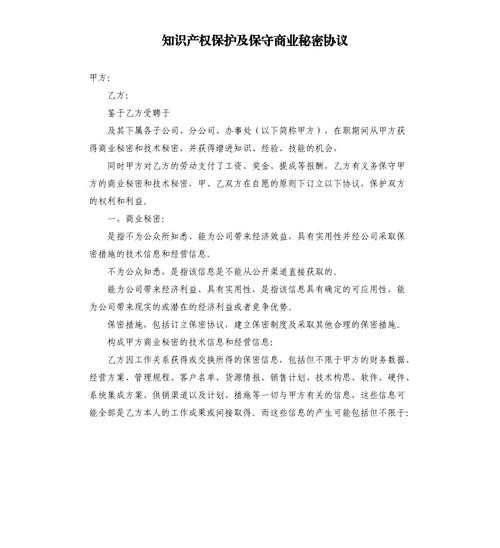 知识产权保护及保守商业秘密协议
甲方：
乙方：
鉴于乙方受聘于
及其下属各子公司、分公司、办事处（以下简称甲方），在职期间从甲方获
得商业秘密和技术秘密，并获得增进知识、经验、技能的机会，
同时甲方对乙方的劳动支付了工资、奖金、提成等报酬，乙方有义务保守甲
方的商业秘密和技术秘密，甲、乙双方在自愿的原则下订立以下协议，保护双方
的权利和利益。
一、商业秘密：
是指不为公众所知悉、能为公司带来经济效益，具有实用性并经公司采取保
密措施的技术信息和经营信息。
不为公众知悉，是指该信息是不能从公开渠道直接获取的。
能为公司带来经济利益、具有实用性，是指该信息具有确定的可应用性，能
为公司带来现实的或潜在的经济利益或者竞争优势。
保密措施，包括订立保密协议，建立保密制度及采取其他合理的保密措施。
构成甲方商业秘密的技术信息和经营信息：
乙方因工作关系获得或交换所得的保密信息，包括但不限于甲方的财务数据、
经营方案、管理规程、客户名单、货源情报、销售计划、技术构思、软件、硬件、
系统集成方案，供销渠道以及计划、措施等一切与甲方有关的信息，这些信息可
能全部是乙方本人的工作成果或间接取得。而这些信息的产生可能包括但不限于：